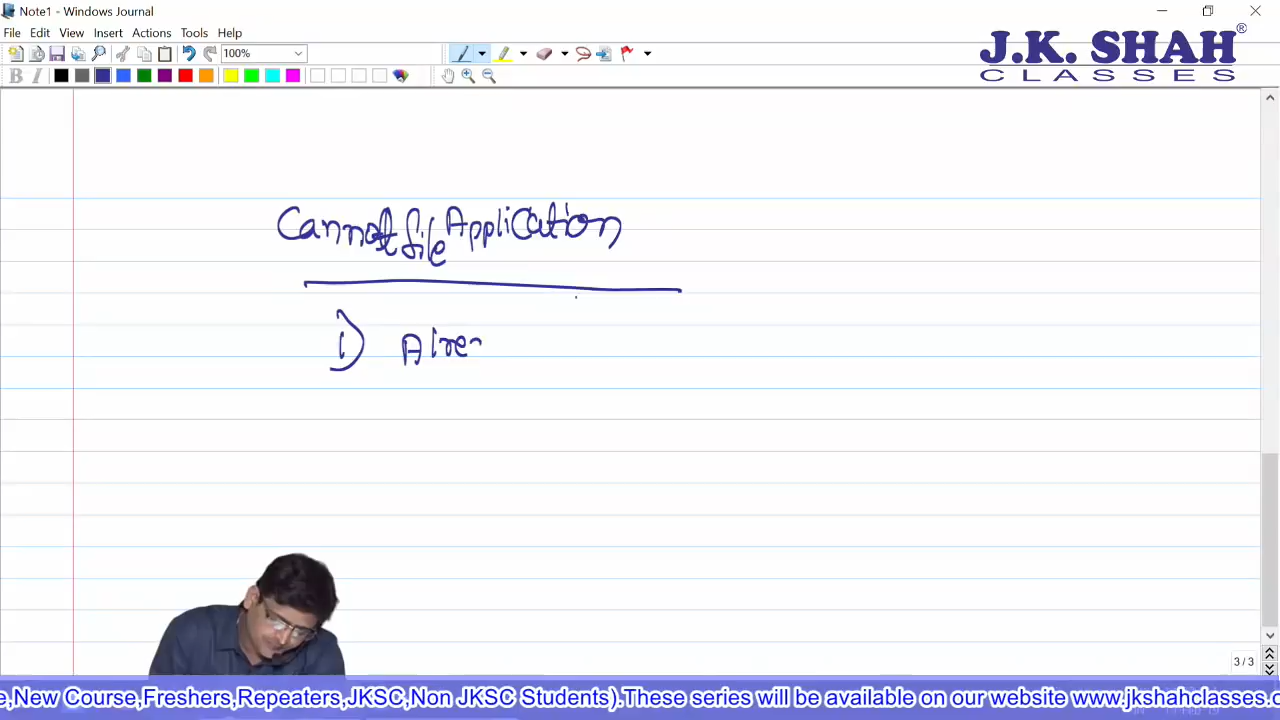 Note1 - Windows Journal
File Edit View Insert Actions Tools Help
100%
B I
J.K. SHAH®
CLASSES
Cannot file Application
1) Alre
3/3
e,New Course,Freshers,Repeaters,JKSC,Non JKSC Students).These series will be available on our website www.jkshahclasses.c